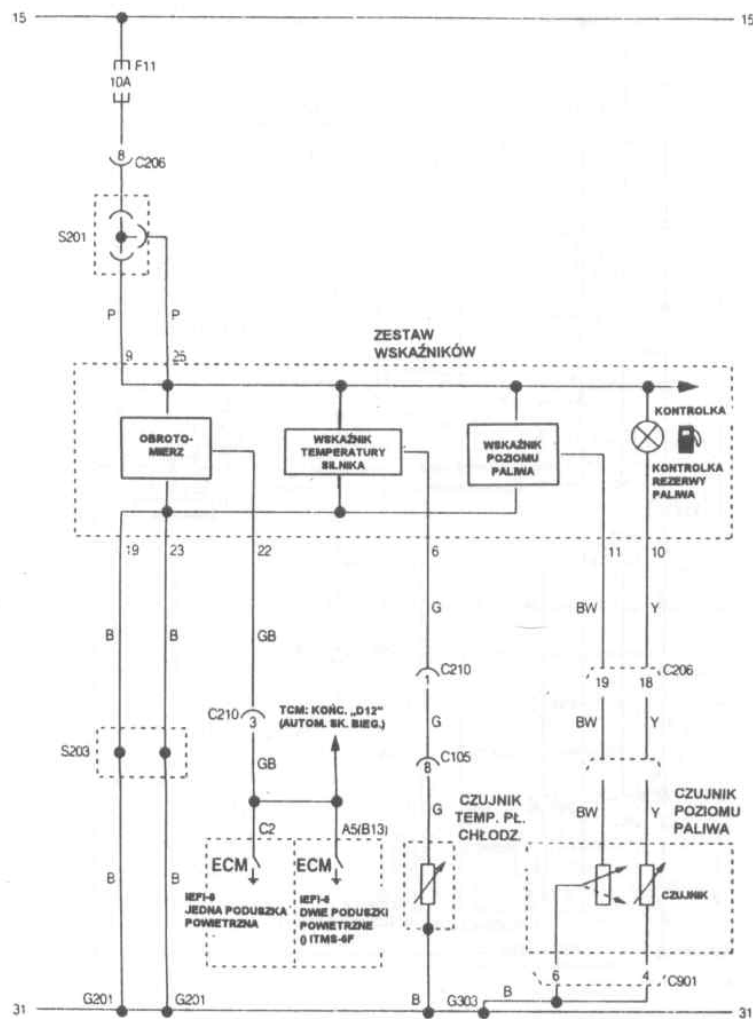 15
15
F11
10A
8
C206
S201
P
P
ZESTAW
WSKAŹNIKÓW
9
25
OBROTO-
MIERZ
WSKAŹNIK
TEMPERATURY
SILNIKA
WSKAŹNIK
POZIOMU
PALIWA
KONTROLKA
KONTROLKA
REZERWY
PALIWA
19
23
22
6
11
10
B
B
GB
G
BW
Y
C210
1
C206
19
18
C210
3
TCM: KOŃC. „D12"
(AUTOM. SK. BIEG.)
G
BW
Y
S203
GB
C105
8
C2
A5(B13)
G
CZUJNIK
TEMP. PŁ.
CHŁODZ.
BW
Y
CZUJNIK
POZIOMU
PALIWA
B
B
ECM
IEFI-6
JEDNA PODUSZKA
POWIETRZNA
ECM
IEFI-6
DWIE PODUSZKI
POWIETRZNE
() ITMS-6F
CZUJNIK
6
4
C901
31
G201
G201
B
G303
B
31